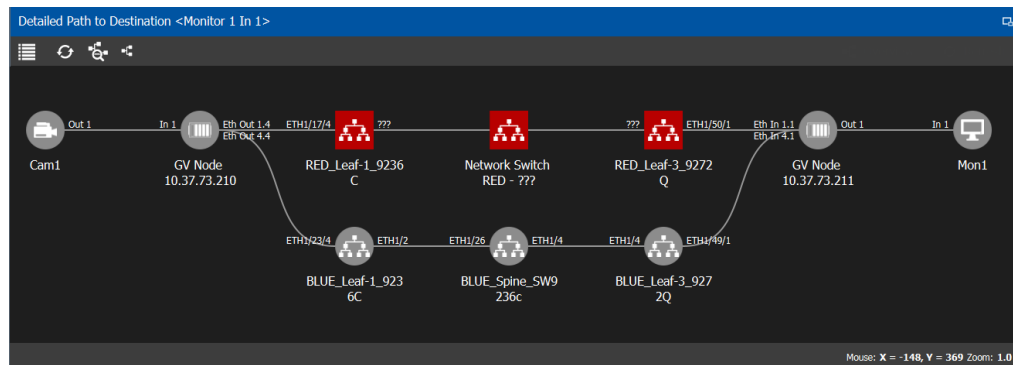 Detailed Path to Destination <Monitor 1 In 1>
Out 1 In 1 Eth Out 1.4 ETH1/17/4 ??? ??? ETH1/50/1 Eth In 1.1 Out 1 In 1
Eth Out 4.4 Eth In 4.1
Cam1 GV Node RED_Leaf-1_9236 Network Switch RED_Leaf-3_9272 GV Node Mon1
10.37.73.210 C RED - ??? Q 10.37.73.211
ETH1/23/4 ETH1/2 ETH1/26 ETH1/4 ETH1/4 ETH1/49/1
BLUE_Leaf-1_923 BLUE_Spine_SW9 BLUE_Leaf-3_927
6C 236c 2Q
Mouse: X = -148, Y = 369 Zoom: 1.0